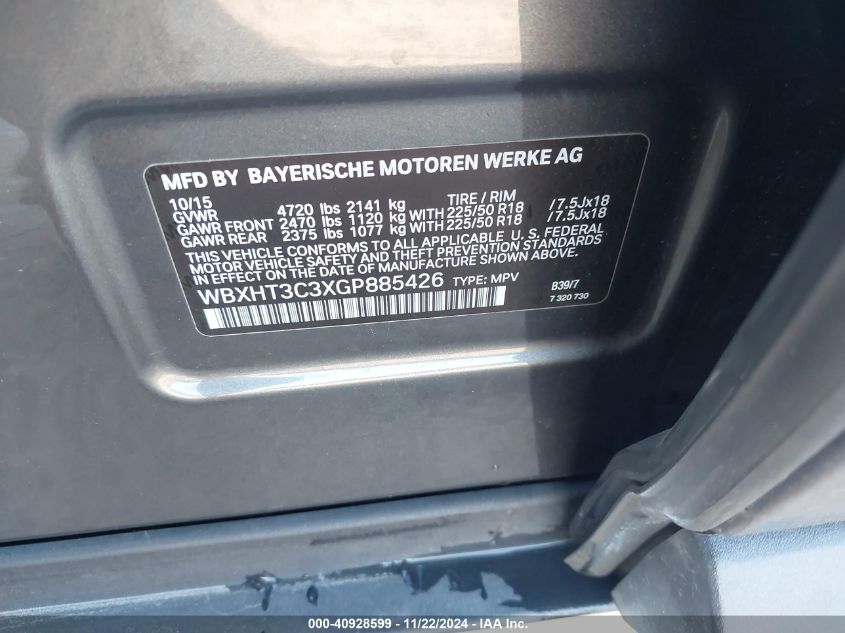 MFD BY BAYERISCHE MOTOREN WERKE AG
10/15 TIRE / RIM
GVWR 4720 lbs 2141 kg
GAWR FRONT 2470 lbs 1120 kg WITH 225/50 R18 / 7.5Jx18
GAWR REAR 2375 lbs 1077 kg WITH 225/50 R18 / 7.5Jx18
THIS VEHICLE CONFORMS TO ALL APPLICABLE U. S. FEDERAL
MOTOR VEHICLE SAFETY AND THEFT PREVENTION STANDARDS
IN EFFECT ON THE DATE OF MANUFACTURE SHOWN ABOVE.
WBXHT3C3XGP885426 TYPE: MPV B39/7
7 320 730
000-40928599 - 11/22/2024 - IAA Inc.